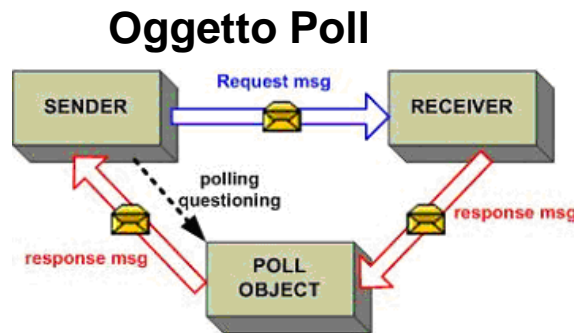 Oggetto Poll
Request msg
SENDER
RECEIVER
polling
questioning
response msg
response msg
POLL
OBJECT